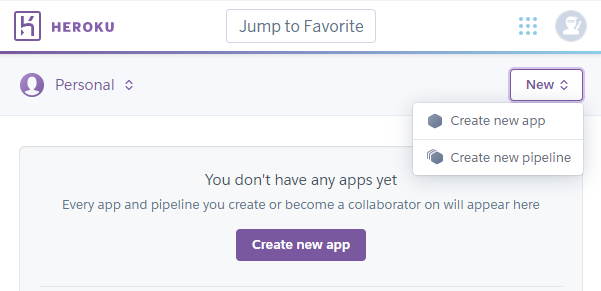 HEROKU
Jump to Favorite
Personal
New
Create new app
Create new pipeline
You don't have any apps yet
Every app and pipeline you create or become a collaborator on will appear here
Create new app